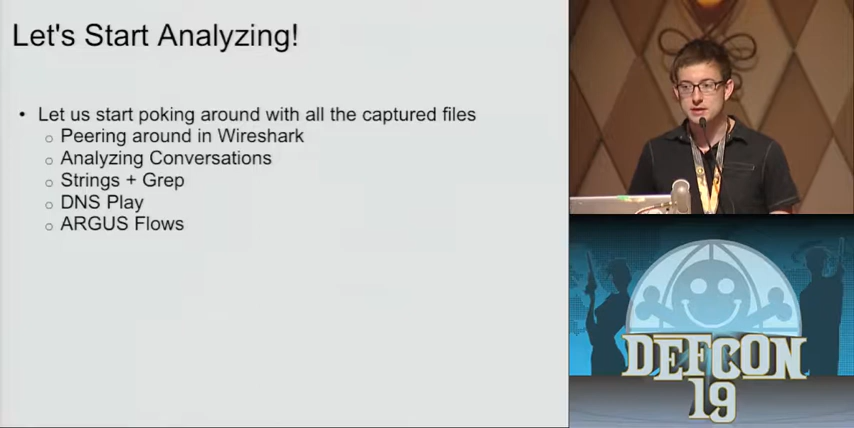 Let's Start Analyzing!
• Let us start poking around with all the captured files
○ Peering around in Wireshark
○ Analyzing Conversations
○ Strings + Grep
○ DNS Play
○ ARGUS Flows
DEFCON
19